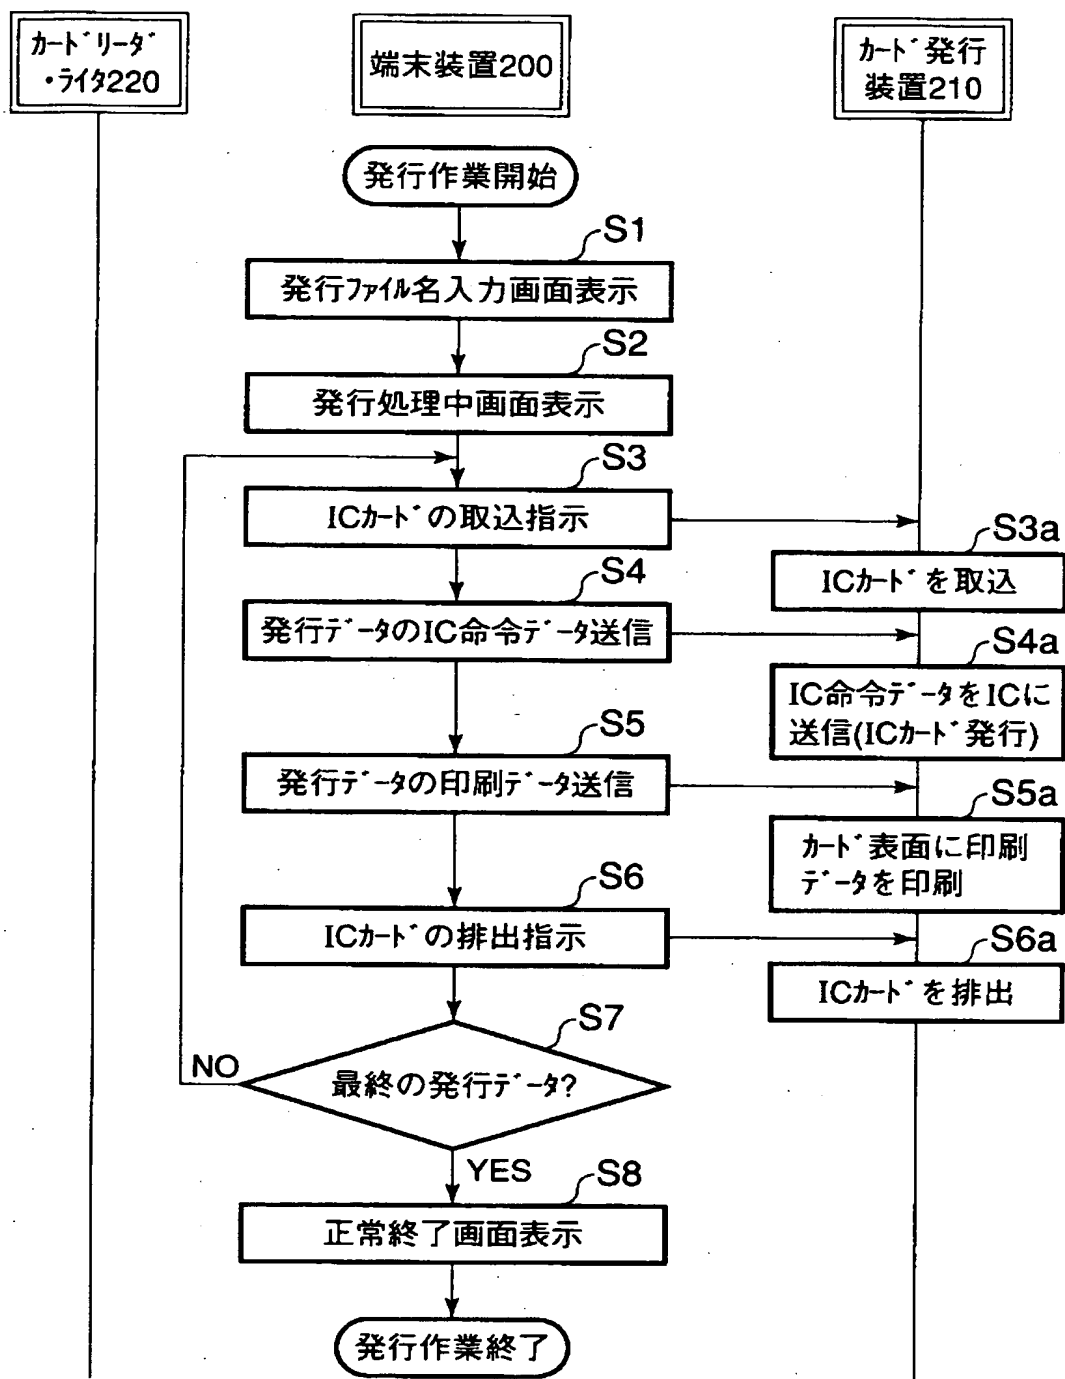 カード リーダ
・ライタ220
端末装置200
カード発行
装置210
発行作業開始
S1
発行ファイル名入力画面表示
S2
発行処理中画面表示
S3
ICカードの取込指示
S3a
ICカードを取込
S4
発行データのIC命令データ送信
S4a
IC命令データをICに
送信(ICカード発行)
S5
発行データの印刷データ送信
S5a
カード表面に印刷
データを印刷
S6
ICカードの排出指示
S6a
ICカードを排出
S7
NO
最終の発行データ?
YES
S8
正常終了画面表示
発行作業終了